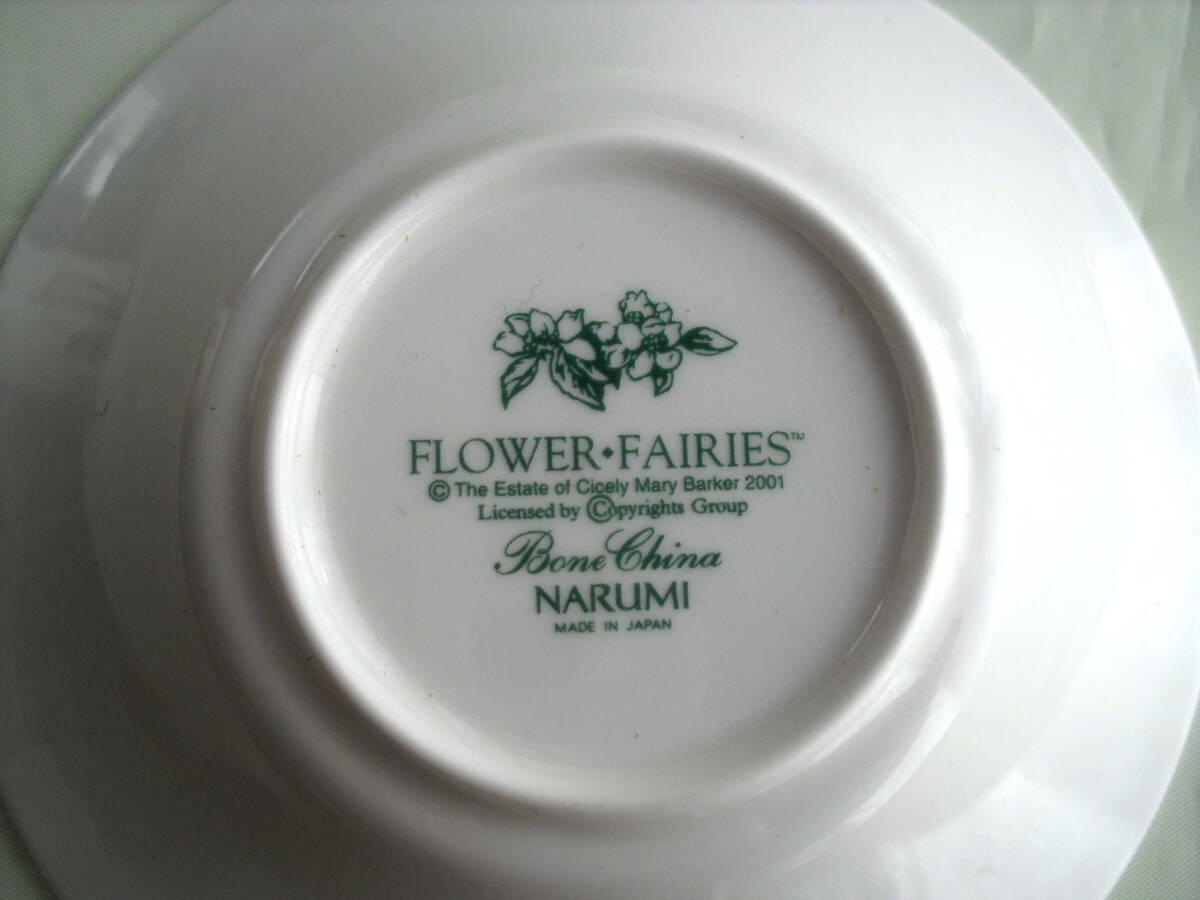 FLOWER•FAIRIES™
© The Estate of Cicely Mary Barker 2001
Licensed by ©opyrights Group
Bone China
NARUMI
MADE IN JAPAN